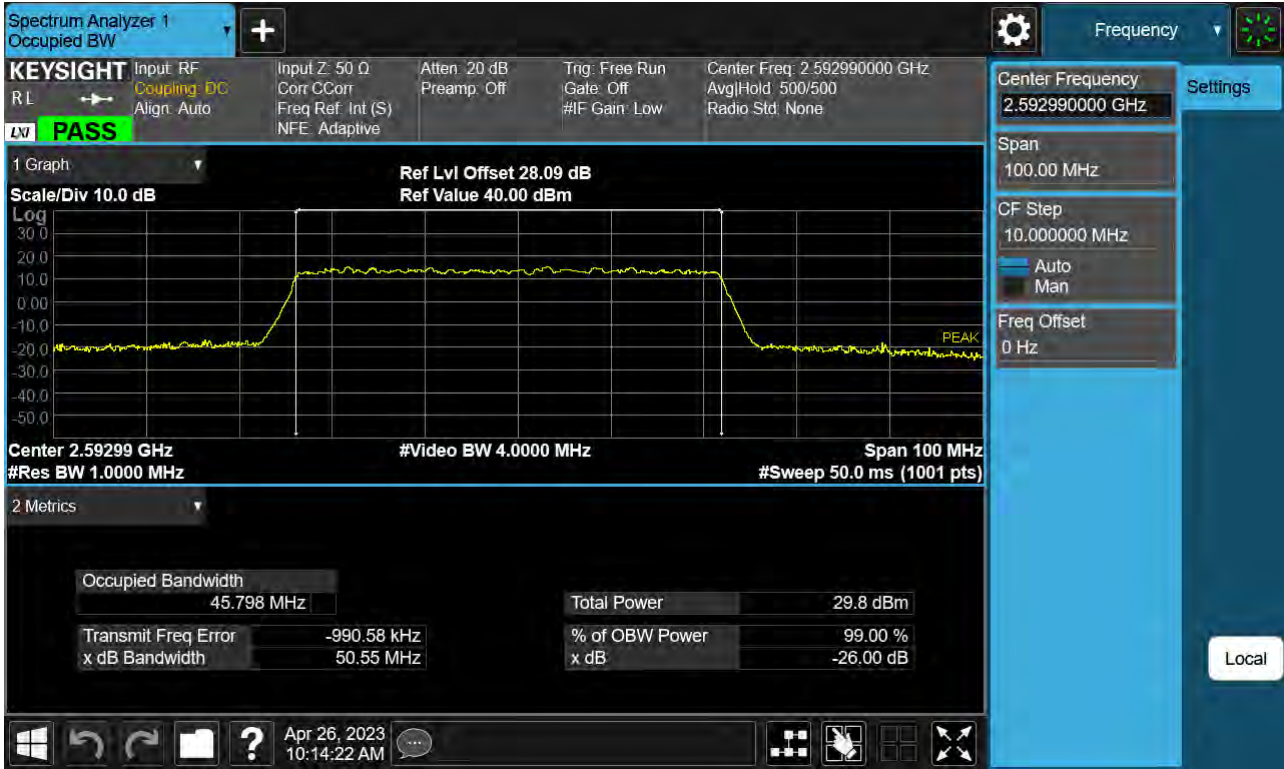 Spectrum Analyzer 1
Occupied BW
Frequency
KEYSIGHT
R L
LXI
PASS
Input: RF
Coupling: DC
Align: Auto
Input Z: 50 Ω
Corr CCorr
Freq Ref: Int (S)
NFE: Adaptive
Atten: 20 dB
Preamp: Off
Trig: Free Run
Gate: Off
#IF Gain: Low
Center Freq: 2.592990000 GHz
Avg|Hold: 500/500
Radio Std: None
Center Frequency
2.592990000 GHz
Settings
Span
100.00 MHz
CF Step
10.000000 MHz
Auto
Man
Freq Offset
0 Hz
1 Graph
Scale/Div 10.0 dB
Ref Lvl Offset 28.09 dB
Ref Value 40.00 dBm
Log
30.0
20.0
10.0
0.00
-10.0
-20.0
-30.0
-40.0
-50.0
PEAK
Center 2.59299 GHz
#Video BW 4.0000 MHz
Span 100 MHz
#Res BW 1.0000 MHz
#Sweep 50.0 ms (1001 pts)
2 Metrics
Occupied Bandwidth
45.798 MHz
Total Power 29.8 dBm
Transmit Freq Error -990.58 kHz
% of OBW Power 99.00 %
x dB Bandwidth 50.55 MHz
x dB -26.00 dB
Local
?
Apr 26, 2023
10:14:22 AM